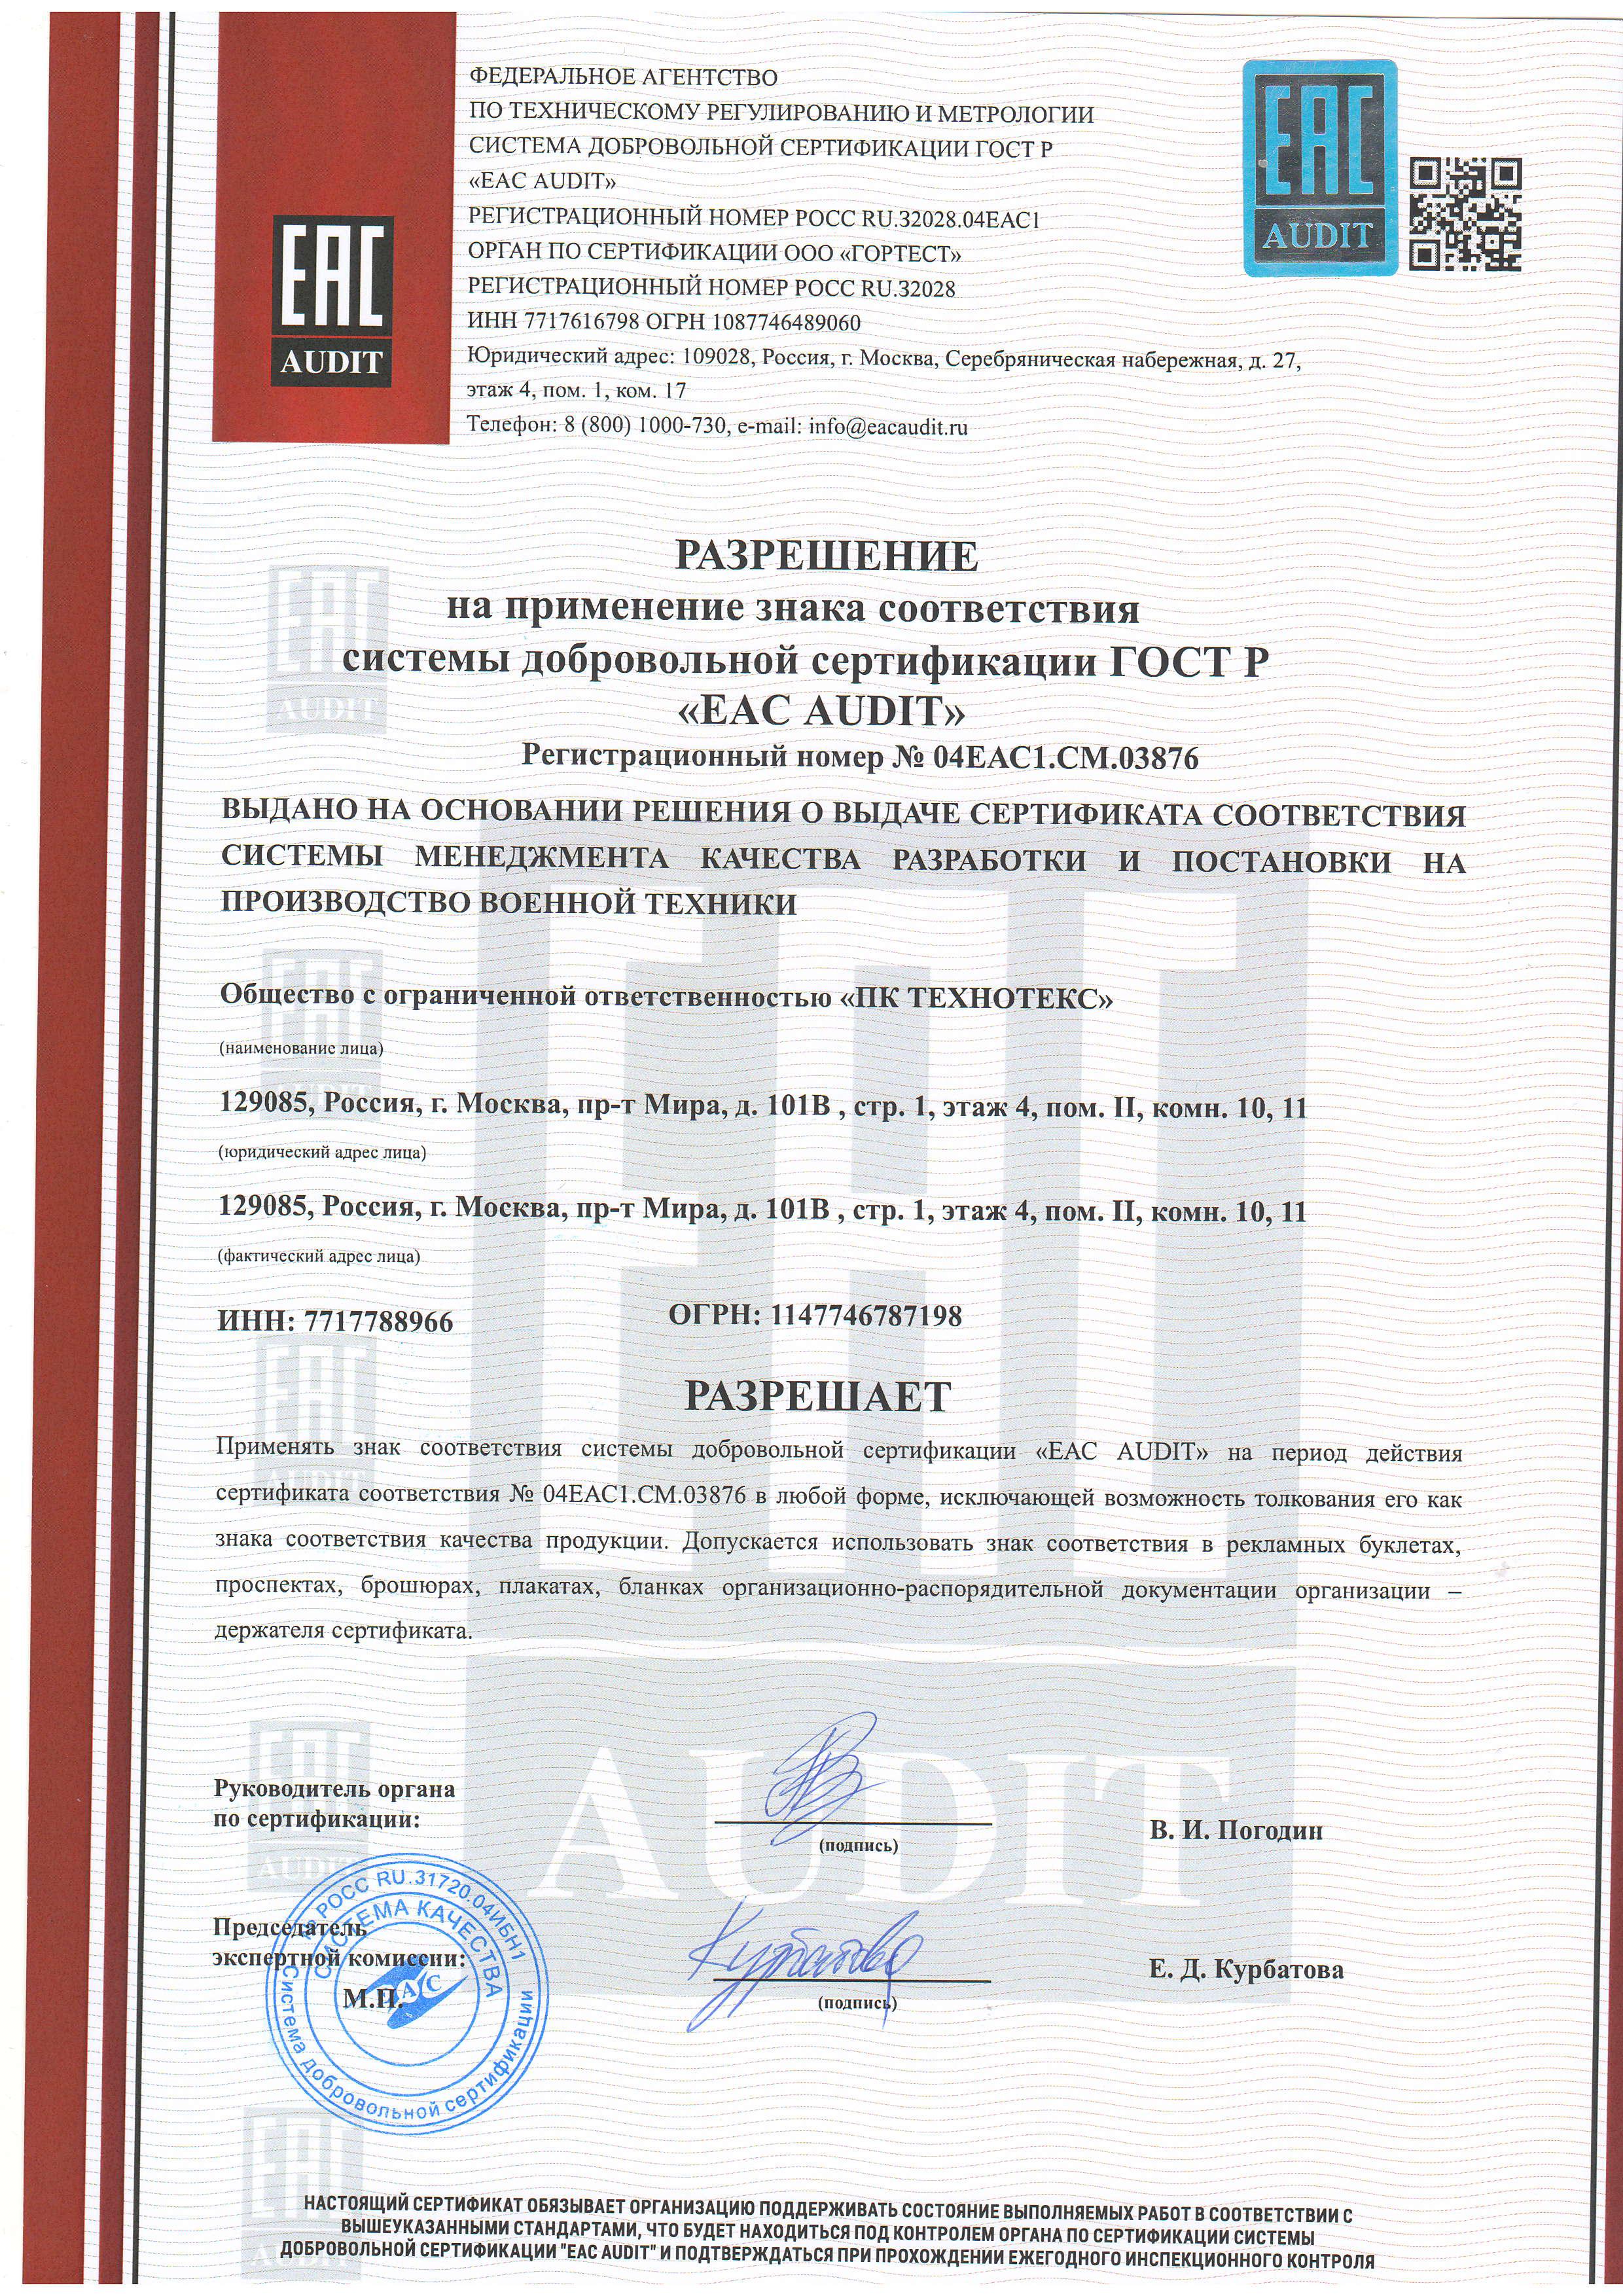 ФЕДЕРАЛЬНОЕ АГЕНТСТВО
ПО ТЕХНИЧЕСКОМУ РЕГУЛИРОВАНИЮ И МЕТРОЛОГИИ
СИСТЕМА ДОБРОВОЛЬНОЙ СЕРТИФИКАЦИИ ГОСТ Р
«EAC AUDIT»
РЕГИСТРАЦИОННЫЙ НОМЕР РОСС RU.32028.04ЕАС1
ОРГАН ПО СЕРТИФИКАЦИИ ООО «ГОРТЕСТ»
РЕГИСТРАЦИОННЫЙ НОМЕР РОСС RU.32028
ИНН 7717616798 ОГРН 1087746489060
Юридический адрес: 109028, Россия, г. Москва, Серебряническая набережная, д. 27,
этаж 4, пом. 1, ком. 17
Телефон: 8 (800) 1000-730, e-mail: info@eacaudit.ru
EAC
AUDIT
EAC
AUDIT
РАЗРЕШЕНИЕ
на применение знака соответствия
системы добровольной сертификации ГОСТ Р
«EAC AUDIT»
Регистрационный номер № 04ЕАС1.СМ.03876
ВЫДАНО НА ОСНОВАНИИ РЕШЕНИЯ О ВЫДАЧЕ СЕРТИФИКАТА СООТВЕТСТВИЯ
СИСТЕМЫ МЕНЕДЖМЕНТА КАЧЕСТВА РАЗРАБОТКИ И ПОСТАНОВКИ НА
ПРОИЗВОДСТВО ВОЕННОЙ ТЕХНИКИ
Общество с ограниченной ответственностью «ПК ТЕХНОТЕКС»
(наименование лица)
129085, Россия, г. Москва, пр-т Мира, д. 101В , стр. 1, этаж 4, пом. II, комн. 10, 11
(юридический адрес лица)
129085, Россия, г. Москва, пр-т Мира, д. 101В , стр. 1, этаж 4, пом. II, комн. 10, 11
(фактический адрес лица)
ИНН: 7717788966 ОГРН: 1147746787198
РАЗРЕШАЕТ
Применять знак соответствия системы добровольной сертификации «EAC AUDIT» на период действия
сертификата соответствия № 04ЕАС1.СМ.03876 в любой форме, исключающей возможность толкования его как
знака соответствия качества продукции. Допускается использовать знак соответствия в рекламных буклетах,
проспектах, брошюрах, плакатах, бланках организационно-распорядительной документации организации –
держателя сертификата.
Руководитель органа
по сертификации:
(подпись)
В. И. Погодин
Председатель
экспертной комиссии:
М.П.
Курбатова
(подпись)
Е. Д. Курбатова
РОСС RU.31720.04ИБН1
СИСТЕМА КАЧЕСТВА
Система добровольной сертификации
НАСТОЯЩИЙ СЕРТИФИКАТ ОБЯЗЫВАЕТ ОРГАНИЗАЦИЮ ПОДДЕРЖИВАТЬ СОСТОЯНИЕ ВЫПОЛНЯЕМЫХ РАБОТ В СООТВЕТСТВИИ С
ВЫШЕУКАЗАННЫМИ СТАНДАРТАМИ, ЧТО БУДЕТ НАХОДИТЬСЯ ПОД КОНТРОЛЕМ ОРГАНА ПО СЕРТИФИКАЦИИ СИСТЕМЫ
ДОБРОВОЛЬНОЙ СЕРТИФИКАЦИИ "EAC AUDIT" И ПОДТВЕРЖДАТЬСЯ ПРИ ПРОХОЖДЕНИИ ЕЖЕГОДНОГО ИНСПЕКЦИОННОГО КОНТРОЛЯ